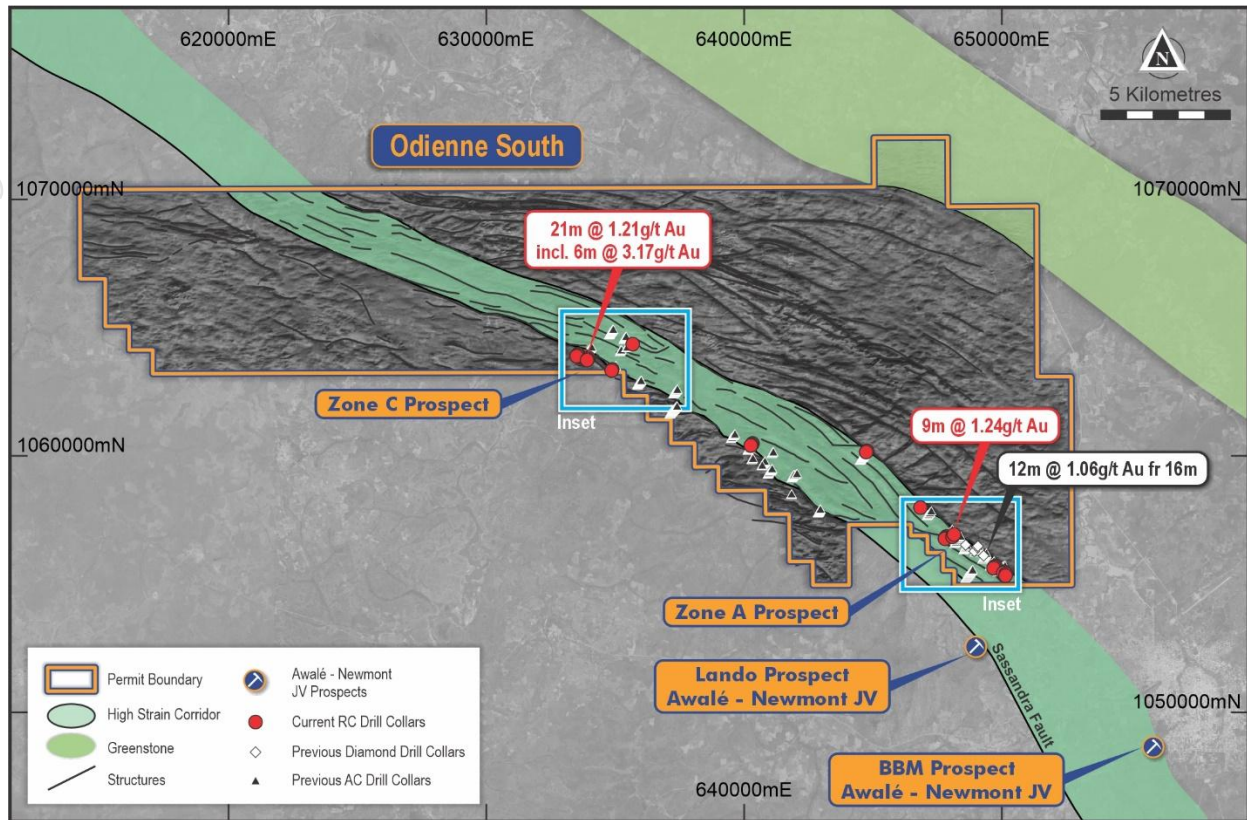 620000mE
630000mE
640000mE
650000mE
N
5 Kilometres
Odienne South
1070000mN
1070000mN
21m @ 1.21g/t Au
incl. 6m @ 3.17g/t Au
Zone C Prospect
Inset
1060000mN
9m @ 1.24g/t Au
12m @ 1.06g/t Au fr 16m
Zone A Prospect
Inset
Lando Prospect
Awalé - Newmont JV
Sassandra Fault
1050000mN
BBM Prospect
Awalé - Newmont JV
640000mE
Permit Boundary
High Strain Corridor
Greenstone
Structures
Awalé - Newmont
JV Prospects
Current RC Drill Collars
Previous Diamond Drill Collars
Previous AC Drill Collars